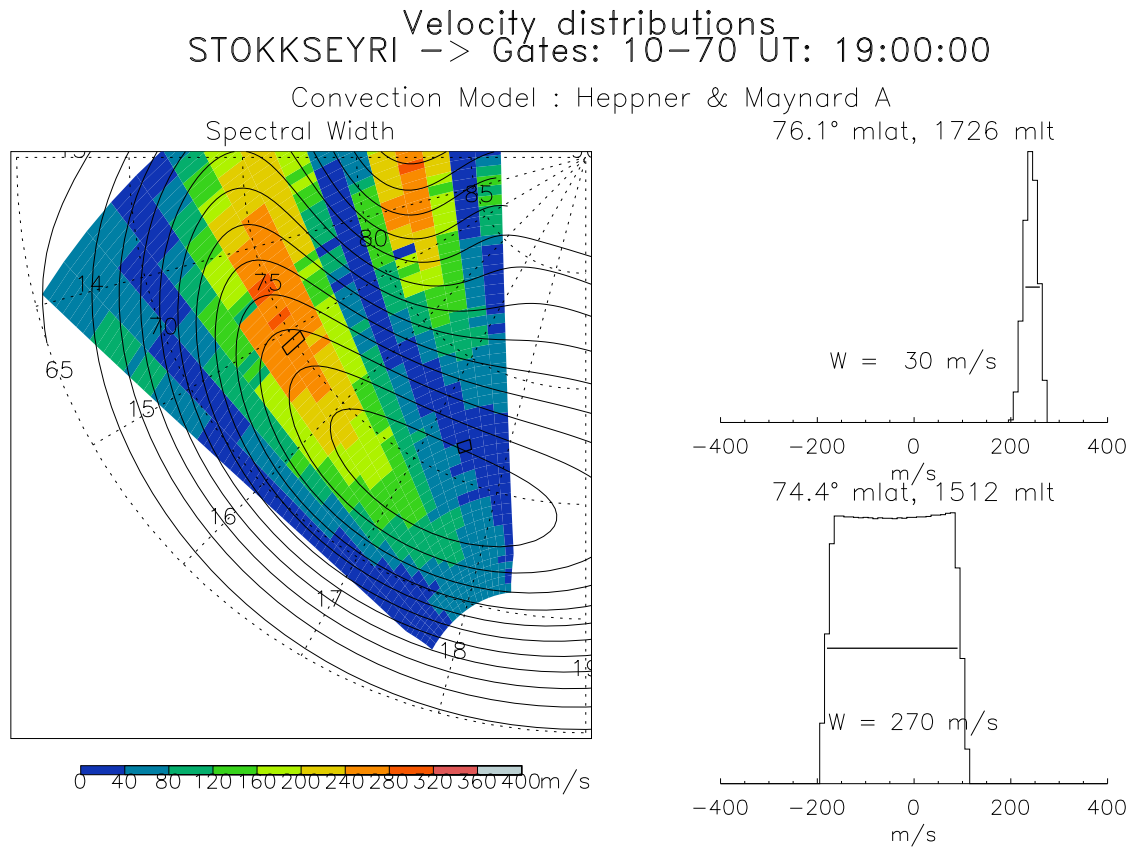 Velocity distributions
STOKKSEYRI -> Gates: 10-70 UT: 19:00:00
Convection Model : Heppner & Maynard A
Spectral Width
85
80
14
75
70
65
15
16
17
18
0 40 80 120 160 200 240 280 320 360 400 m/s
76.1° mlat, 1726 mlt
W = 30 m/s
-400 -200 0 200 400
m/s
74.4° mlat, 1512 mlt
W = 270 m/s
-400 -200 0 200 400
m/s